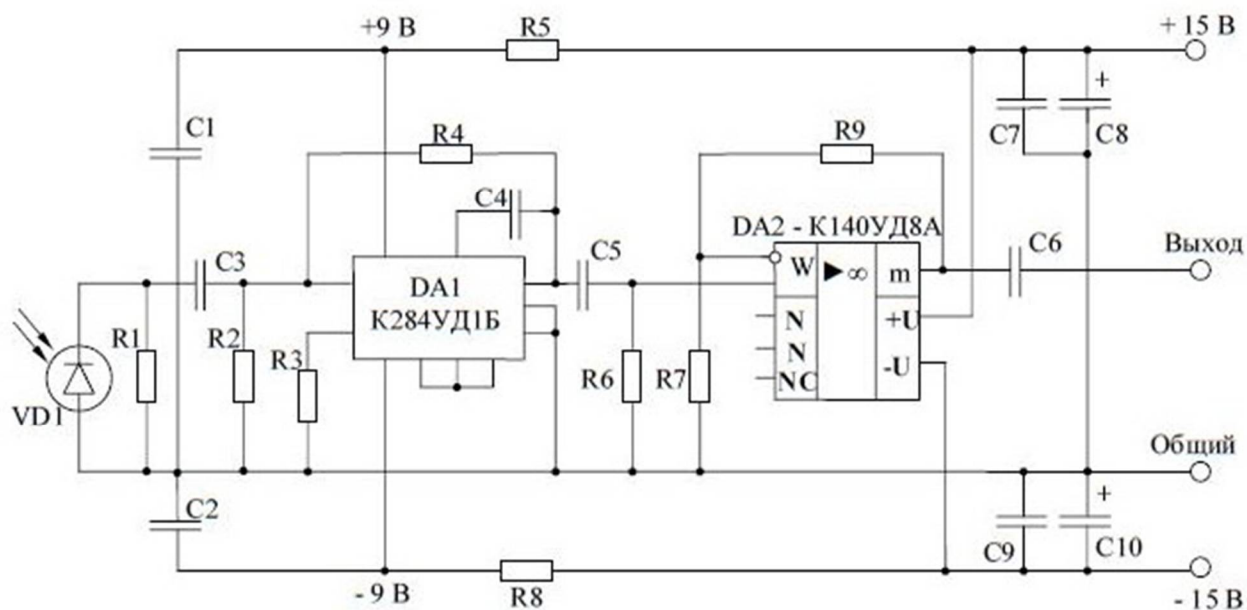 +9 В
R5
+ 15 В
C1
R4
C4
R9
C7
C8
+
DA2 - К140УД8А
C3
C5
C6
Выход
DA1
К284УД1Б
W
▶∞
m
N
+U
N
-U
NC
R1
R2
R3
R6
R7
VD1
Общий
C2
C9
C10
+
- 9 В
R8
- 15 В